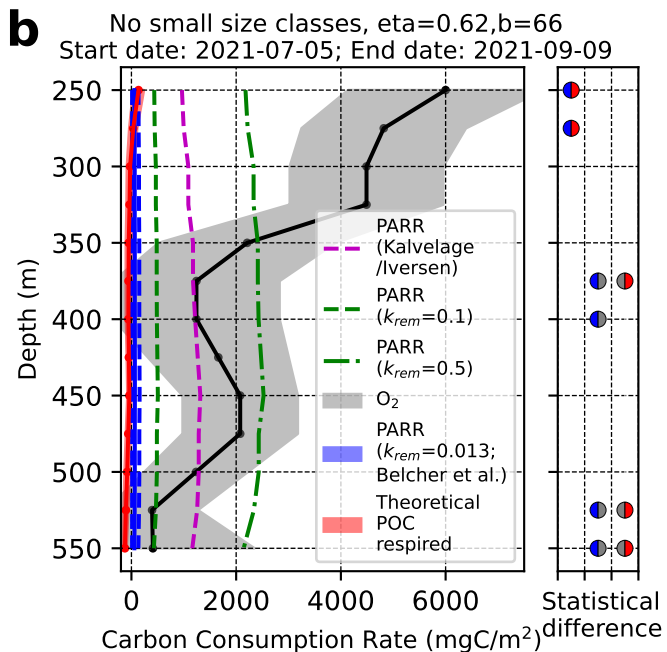 b
No small size classes, eta=0.62,b=66
Start date: 2021-07-05; End date: 2021-09-09
250
300
350
400
450
500
550
Depth (m)
PARR
(Kalvelage
/Iversen)
PARR
(k_rem=0.1)
PARR
(k_rem=0.5)
O₂
PARR
(k_rem=0.013;
Belcher et al.)
Theoretical
POC
respired
0 2000 4000 6000
Carbon Consumption Rate (mgC/m²)
Statistical
difference